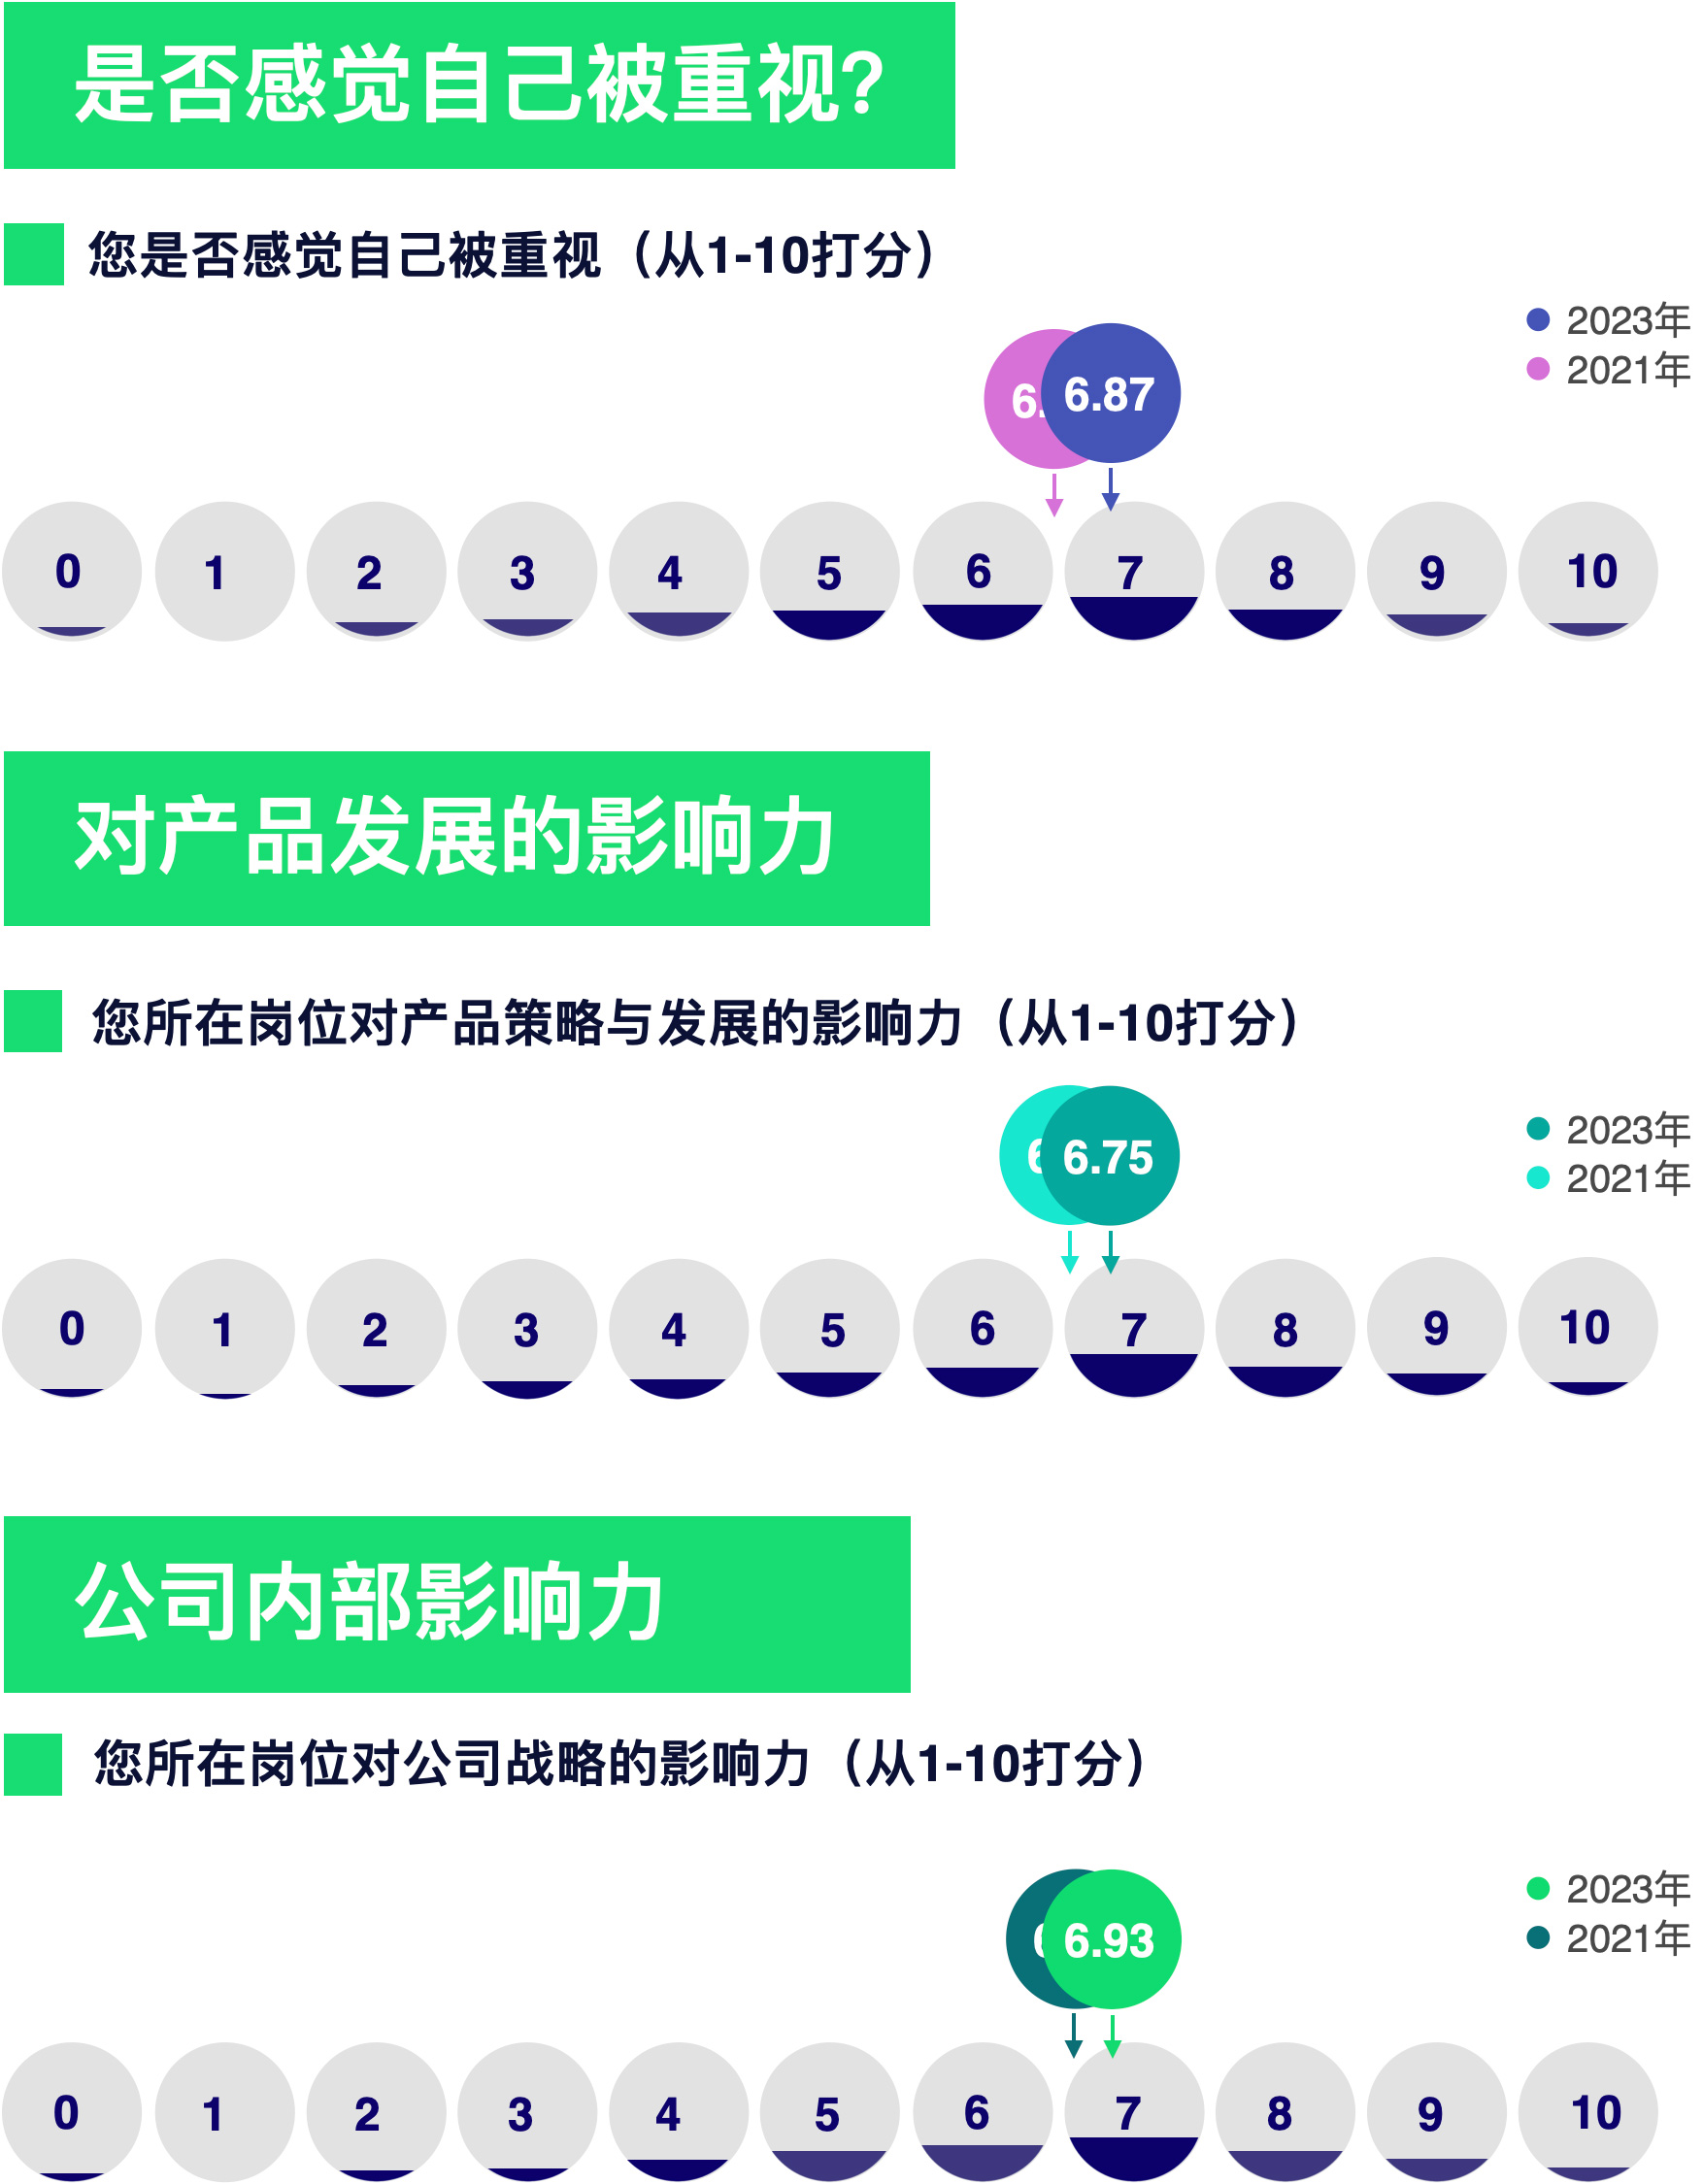 是否感觉自己被重视?
您是否感觉自己被重视（从1-10打分）
2023年
2021年
6. 6.87
0 1 2 3 4 5 6 7 8 9 10
对产品发展的影响力
您所在岗位对产品策略与发展的影响力（从1-10打分）
2023年
2021年
6.75
0 1 2 3 4 5 6 7 8 9 10
公司内部影响力
您所在岗位对公司战略的影响力（从1-10打分）
2023年
2021年
6.93
0 1 2 3 4 5 6 7 8 9 10